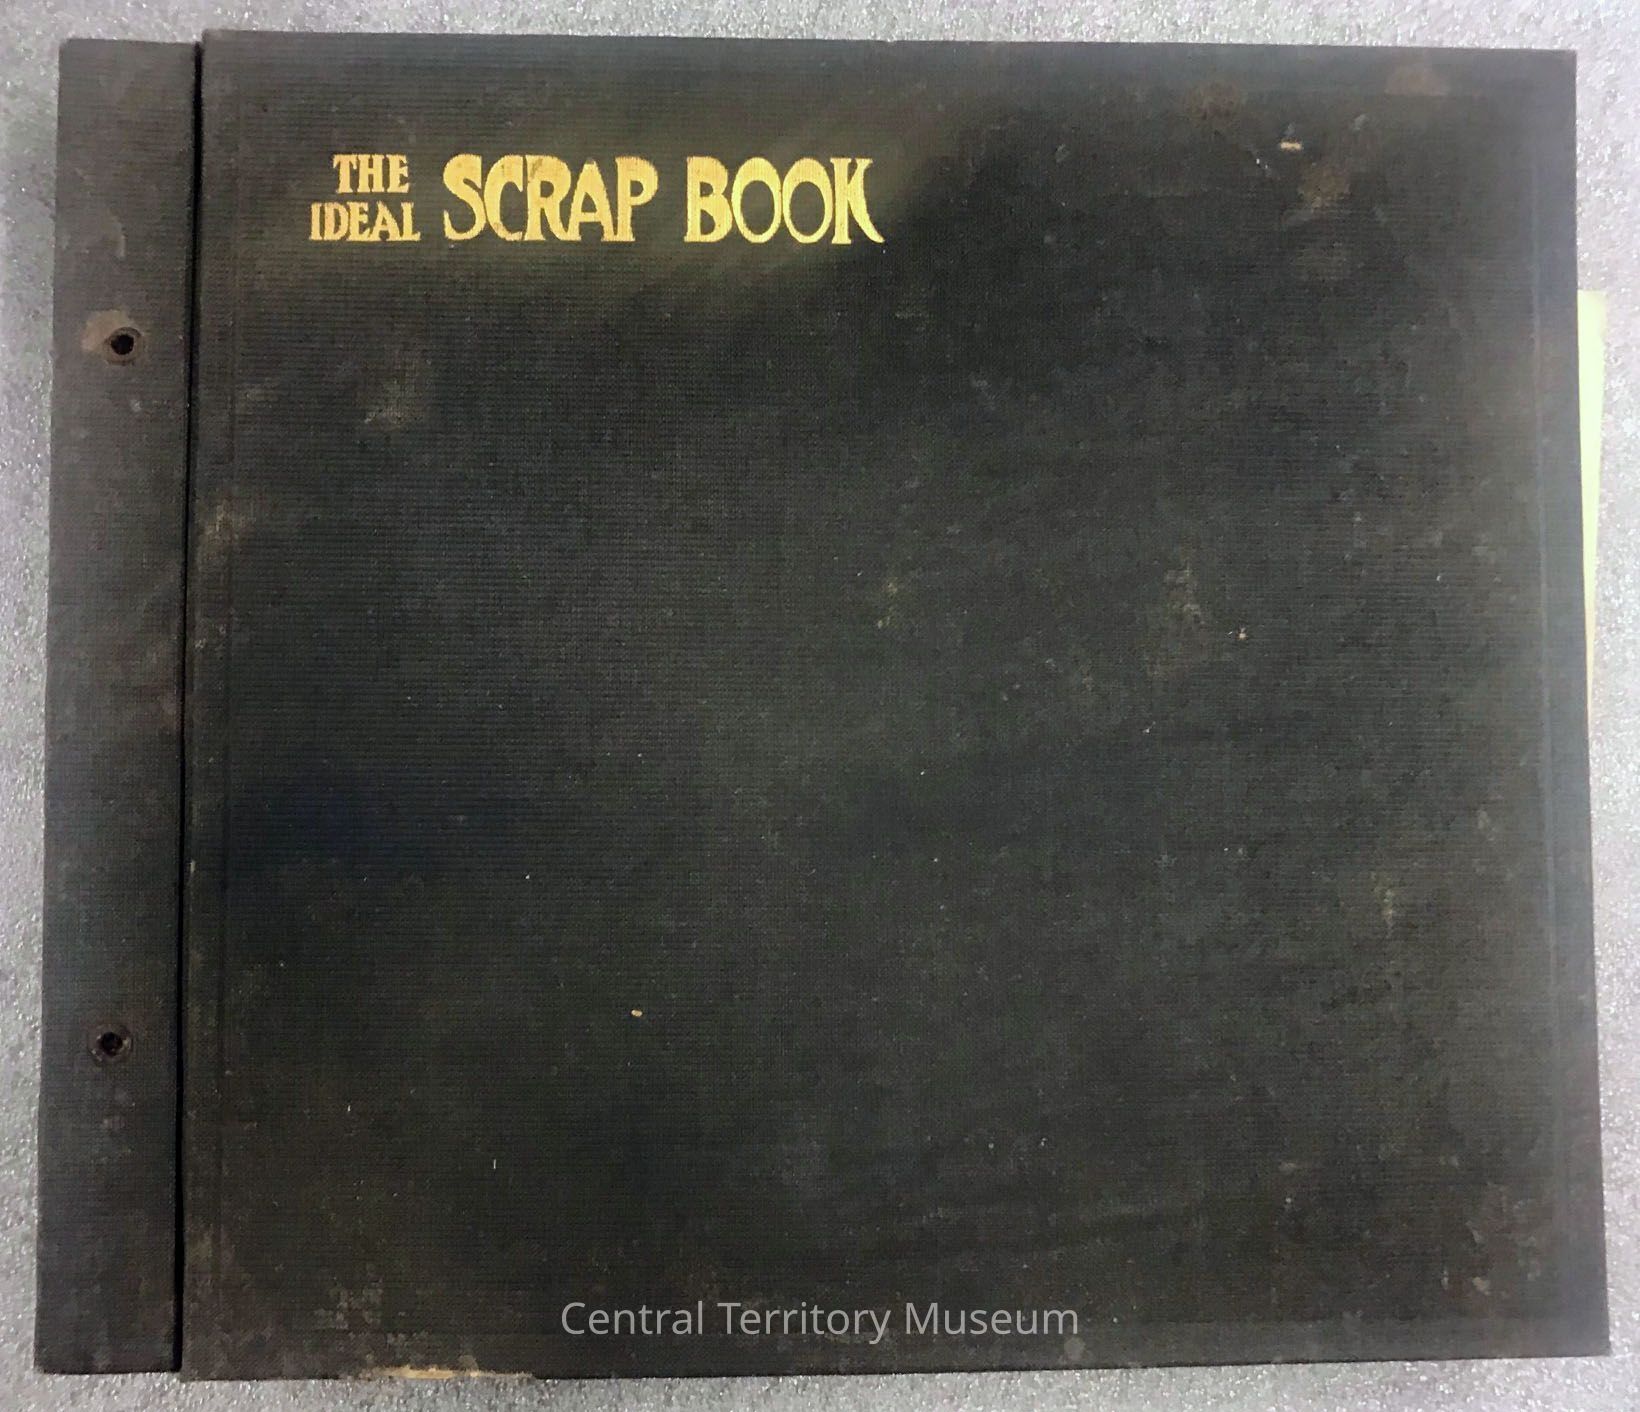 THE IDEAL SCRAP BOOK
Central Territory Museum